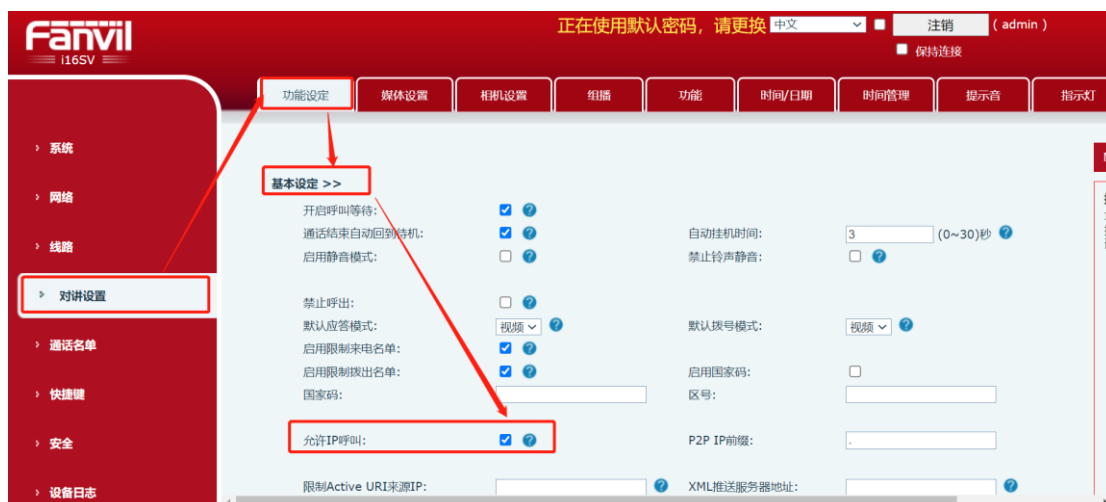 Fanvil
i16SV
正在使用默认密码，请更换 中文 注销 ( admin )
保持连接
功能设定 媒体设置 相机设置 组播 功能 时间/日期 时间管理 提示音 指示灯
系统
网络
线路
对讲设置
通话名单
快捷键
安全
设备日志
基本设定 >>
开启呼叫等待: ?
通话结束自动回到待机: ? 自动挂机时间: 3 (0~30)秒 ?
启用静音模式: ? 禁止铃声静音: ?
禁止呼出: ?
默认应答模式: 视频 ? 默认拨号模式: 视频 ?
启用限制来电名单: ?
启用限制拨出名单: ? 启用国家码:
国家码: 区号:
允许IP呼叫: ? P2P IP前缀: .
限制Active URI来源IP: ? XML推送服务器地址: ?